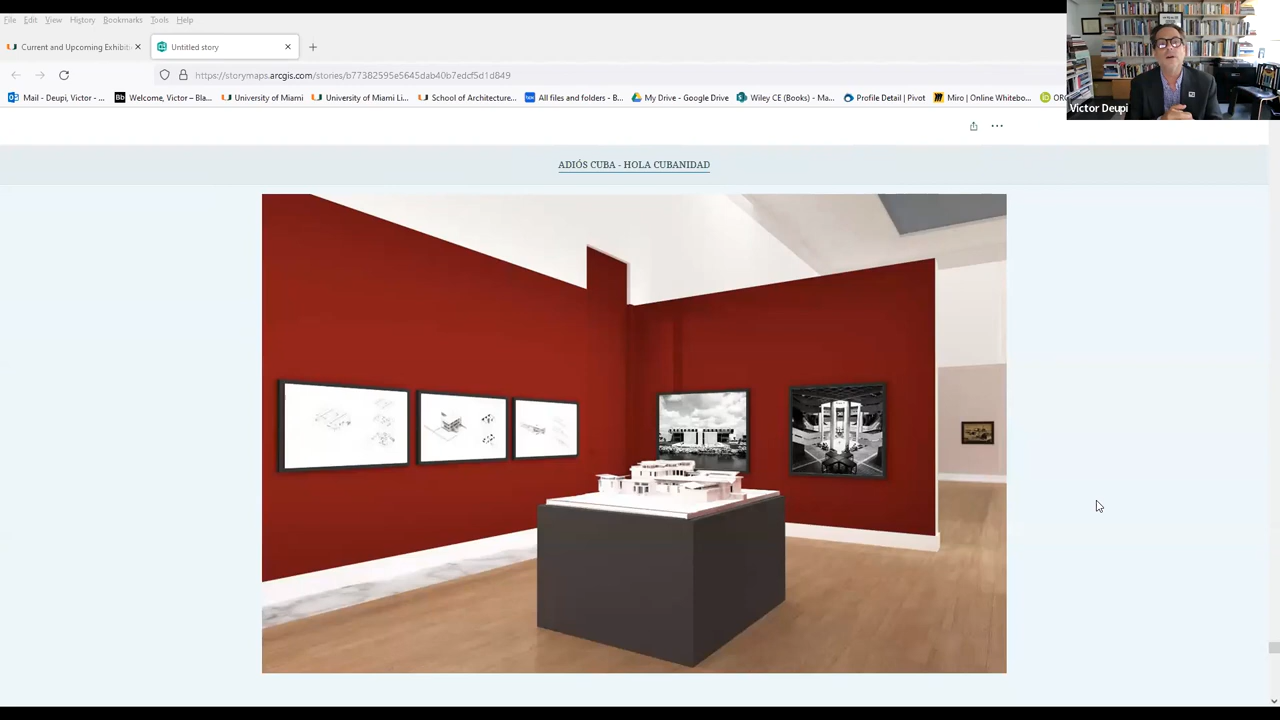 File Edit View History Bookmarks Tools Help
Current and Upcoming Exhibit
Untitled story
https://storymaps.arcgis.com/stories/b77382595e5645dab40b7edcf5d1d849
Mail - Deupi, Victor - ... Welcome, Victor – Bla... University of Miami University of Miami Li... School of Architecture... All files and folders - B... My Drive - Google Drive Wiley CE (Books) - Ma... Profile Detail | Pivot Miro | Online Whitebo...
Victor Deupi
ADIÓS CUBA - HOLA CUBANIDAD